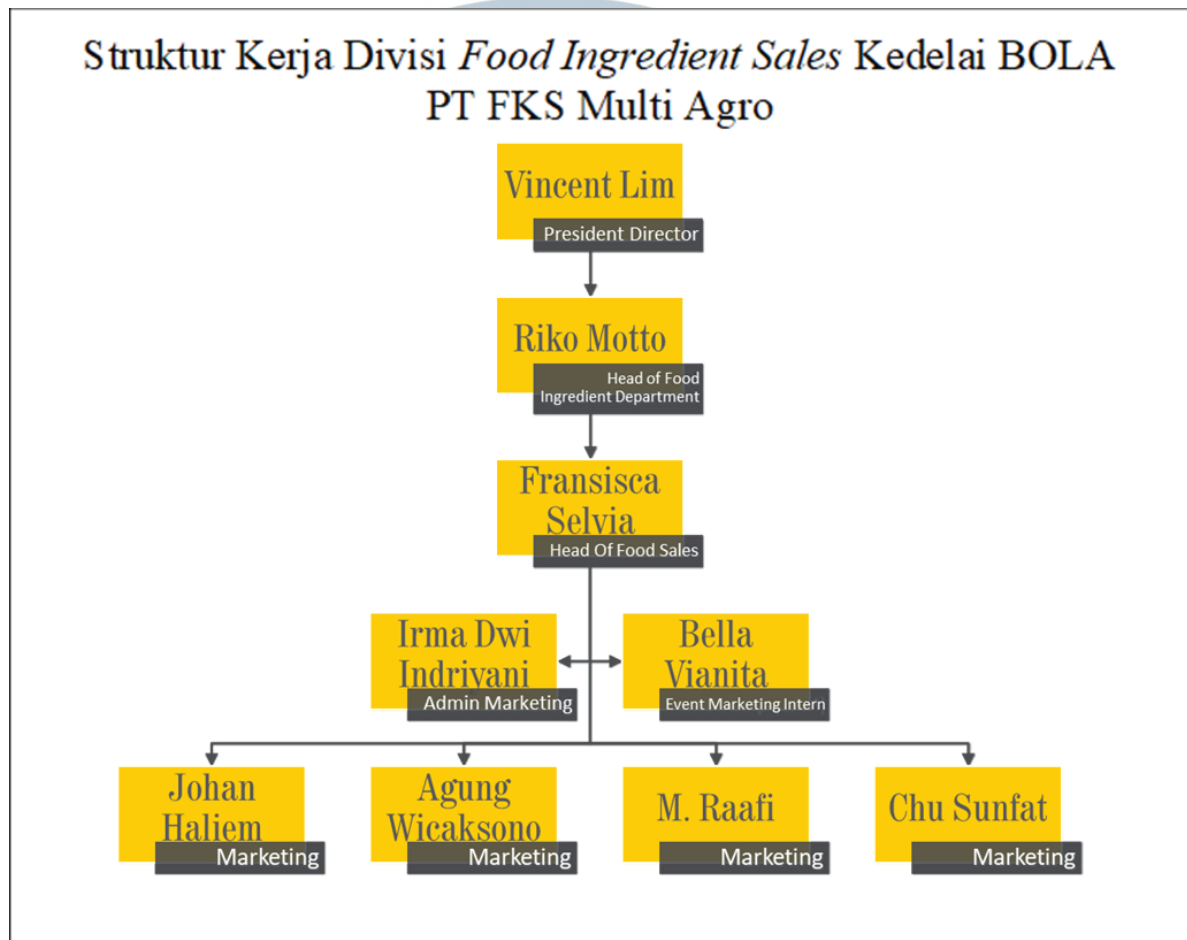 Struktur Kerja Divisi Food Ingredient Sales Kedelai BOLA
PT FKS Multi Agro
Vincent Lim
President Director
Riko Motto
Head of Food
Ingredient Department
Fransisca
Selvia
Head Of Food Sales
Irma Dwi
Indrivani
Admin Marketing
Bella
Vianita
Event Marketing Intern
Johan
Haliem
Marketing
Agung
Wicaksono
Marketing
M. Raafi
Marketing
Chu Sunfat
Marketing